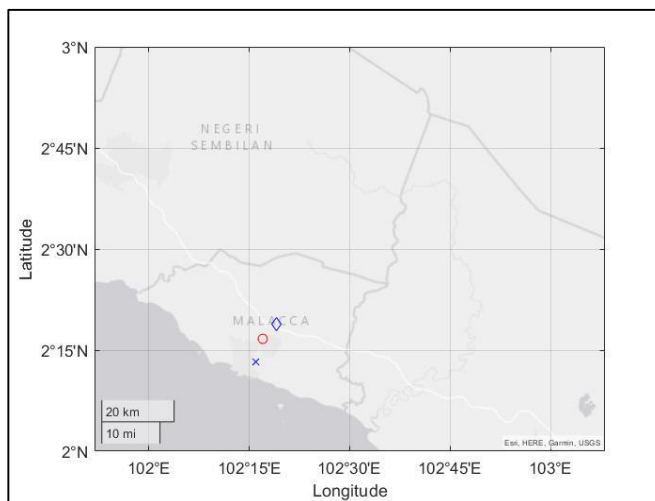 3°N
2°45'N
2°30'N
2°15'N
2°N
Latitude
NEGERI
SEMBILAN
MALACCA
20 km
10 mi
Esri, HERE, Garmin, USGS
102°E
102°15'E
102°30'E
102°45'E
103°E
Longitude